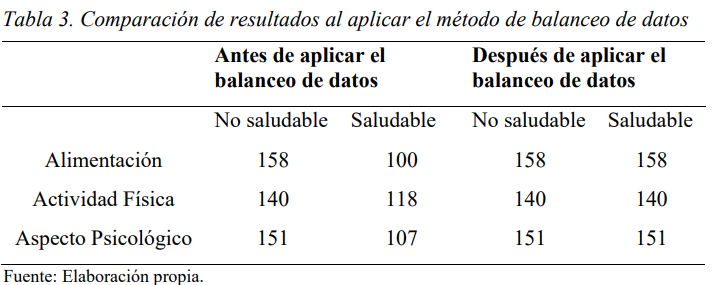 Tabla 3. Comparación de resultados al aplicar el método de balanceo de datos
Antes de aplicar el balanceo de datos Después de aplicar el balanceo de datos
No saludable Saludable No saludable Saludable
Alimentación 158 100 158 158
Actividad Física 140 118 140 140
Aspecto Psicológico 151 107 151 151
Fuente: Elaboración propia.